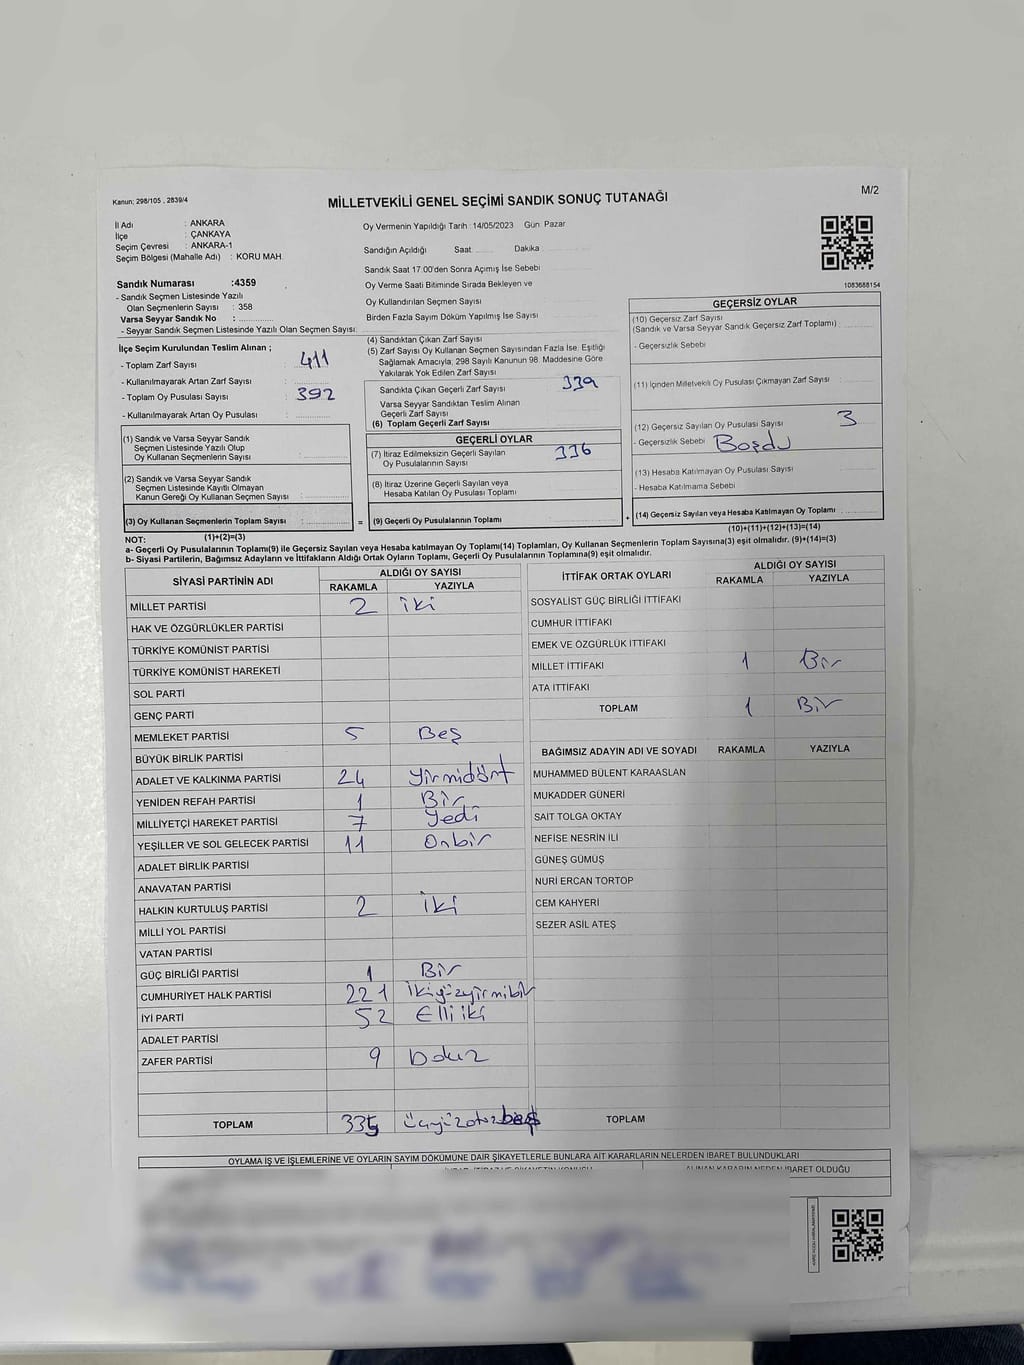 Kanun; 298/105 , 2839/4
MİLLETVEKİLİ GENEL SEÇİMİ SANDIK SONUÇ TUTANAĞI
M/2
İl Adı : ANKARA
İlçe : ÇANKAYA
Seçim Çevresi : ANKARA-1
Seçim Bölgesi (Mahalle Adı) : KORU MAH.
Sandık Numarası :4359
- Sandık Seçmen Listesinde Yazılı
Olan Seçmenlerin Sayısı : 358
Varsa Seyyar Sandık No :
- Seyyar Sandık Seçmen Listesinde Yazılı Olan Seçmen Sayısı:
Oy Vermenin Yapıldığı Tarih : 14/05/2023 Gün: Pazar
Sandığın Açıldığı Saat: Dakika :
Sandık Saat 17.00'den Sonra Açımış İse Sebebi
Oy Verme Saati Bitiminde Sırada Bekleyen ve
Oy Kullandırılan Seçmen Sayısı
Birden Fazla Sayım Döküm Yapılmış İse Sayısı
1083688154
İlçe Seçim Kurulundan Teslim Alınan ;
- Toplam Zarf Sayısı : 411
- Kullanılmayarak Artan Zarf Sayısı :
- Toplam Oy Pusulası Sayısı : 392
- Kullanılmayarak Artan Oy Pusulası :
(1) Sandık ve Varsa Seyyar Sandık
Seçmen Listesinde Yazılı Olup
Oy Kullanan Seçmenlerin Sayısı :
(2) Sandık ve Varsa Seyyar Sandık
Seçmen Listesinde Kayıtlı Olmayan
Kanun Gereği Oy Kullanan Seçmen Sayısı :
(3) Oy Kullanan Seçmenlerin Toplam Sayısı :
(4) Sandıktan Çıkan Zarf Sayısı
(5) Zarf Sayısı Oy Kullanan Seçmen Sayısından Fazla İse, Eşitliği
Sağlamak Amacıyla, 298 Sayılı Kanunun 98. Maddesine Göre
Yakılarak Yok Edilen Zarf Sayısı
Sandıkta Çıkan Geçerli Zarf Sayısı 339
Varsa Seyyar Sandıktan Teslim Alınan
Geçerli Zarf Sayısı
(6) Toplam Geçerli Zarf Sayısı
GEÇERLİ OYLAR
(7) İtiraz Edilmeksizin Geçerli Sayılan 336
Oy Pusulalarının Sayısı
(8) İtiraz Üzerine Geçerli Sayılan veya
Hesaba Katılan Oy Pusulası Toplamı
= (9) Geçerli Oy Pusulalarının Toplamı
GEÇERSİZ OYLAR
(10) Geçersiz Zarf Sayısı
(Sandık ve Varsa Seyyar Sandık Geçersiz Zarf Toplamı) :
- Geçersizlik Sebebi
(11) İçinden Milletvekili Oy Pusulası Çıkmayan Zarf Sayısı :
(12) Geçersiz Sayılan Oy Pusulası Sayısı : 3
- Geçersizlik Sebebi Boşdu
(13) Hesaba Katılmayan Oy Pusulası Sayısı
- Hesaba Katılmama Sebebi
+ (14) Geçersiz Sayılan veya Hesaba Katılmayan Oy Toplamı :
NOT: (1)+(2)=(3) (10)+(11)+(12)+(13)=(14)
a- Geçerli Oy Pusulalarının Toplamı(9) ile Geçersiz Sayılan veya Hesaba katılmayan Oy Toplamı(14) Toplamları, Oy Kullanan Seçmenlerin Toplam Sayısına(3) eşit olmalıdır. (9)+(14)=(3)
b- Siyasi Partilerin, Bağımsız Adayların ve İttifakların Aldığı Ortak Oyların Toplamı, Geçerli Oy Pusulalarının Toplamına(9) eşit olmalıdır.
SİYASİ PARTİNİN ADI ALDIĞI OY SAYISI
RAKAMLA YAZIYLA
MİLLET PARTİSİ 2 iki
HAK VE ÖZGÜRLÜKLER PARTİSİ
TÜRKİYE KOMÜNİST PARTİSİ
TÜRKİYE KOMÜNİST HAREKETİ
SOL PARTİ
GENÇ PARTİ
MEMLEKET PARTİSİ 5 Beş
BÜYÜK BİRLİK PARTİSİ
ADALET VE KALKINMA PARTİSİ 24 Yirmidört
YENİDEN REFAH PARTİSİ 1 Bir
MİLLİYETÇİ HAREKET PARTİSİ 7 Yedi
YEŞİLLER VE SOL GELECEK PARTİSİ 11 Onbir
ADALET BİRLİK PARTİSİ
ANAVATAN PARTİSİ
HALKIN KURTULUŞ PARTİSİ 2 İki
MİLLİ YOL PARTİSİ
VATAN PARTİSİ
GÜÇ BİRLİĞİ PARTİSİ 1 Bir
CUMHURİYET HALK PARTİSİ 221 ikiyüzyirmibir
İYİ PARTİ 52 Elli iki
ADALET PARTİSİ
ZAFER PARTİSİ 9 Dokuz
TOPLAM 335 üçyüzotuzbeş
İTTİFAK ORTAK OYLARI ALDIĞI OY SAYISI
RAKAMLA YAZIYLA
SOSYALİST GÜÇ BİRLİĞİ İTTİFAKI
CUMHUR İTTİFAKI
EMEK VE ÖZGÜRLÜK İTTİFAKI
MİLLET İTTİFAKI 1 Bir
ATA İTTİFAKI
TOPLAM 1 Bir
BAĞIMSIZ ADAYIN ADI VE SOYADI RAKAMLA YAZIYLA
MUHAMMED BÜLENT KARAASLAN
MUKADDER GÜNERİ
SAİT TOLGA OKTAY
NEFİSE NESRİN İLİ
GÜNEŞ GÜMÜŞ
NURİ ERCAN TORTOP
CEM KAHYERİ
SEZER ASİL ATEŞ
TOPLAM
OYLAMA İŞ VE İŞLEMLERİNE VE OYLARIN SAYIM DÖKÜMÜNE DAİR ŞİKAYETLERLE BUNLARA AİT KARARLARIN NELERDEN İBARET BULUNDUKLARI
ALINAN KARARIN NEDEN İBARET OLDUĞU